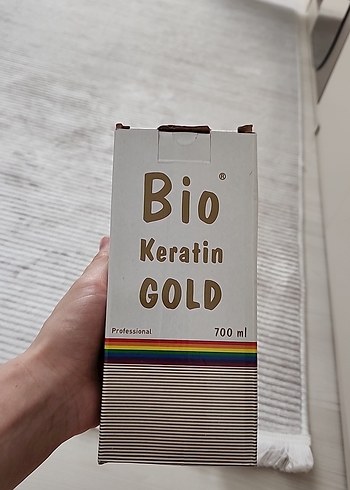 Bio ®
Keratin
GOLD
Professional 700 ml